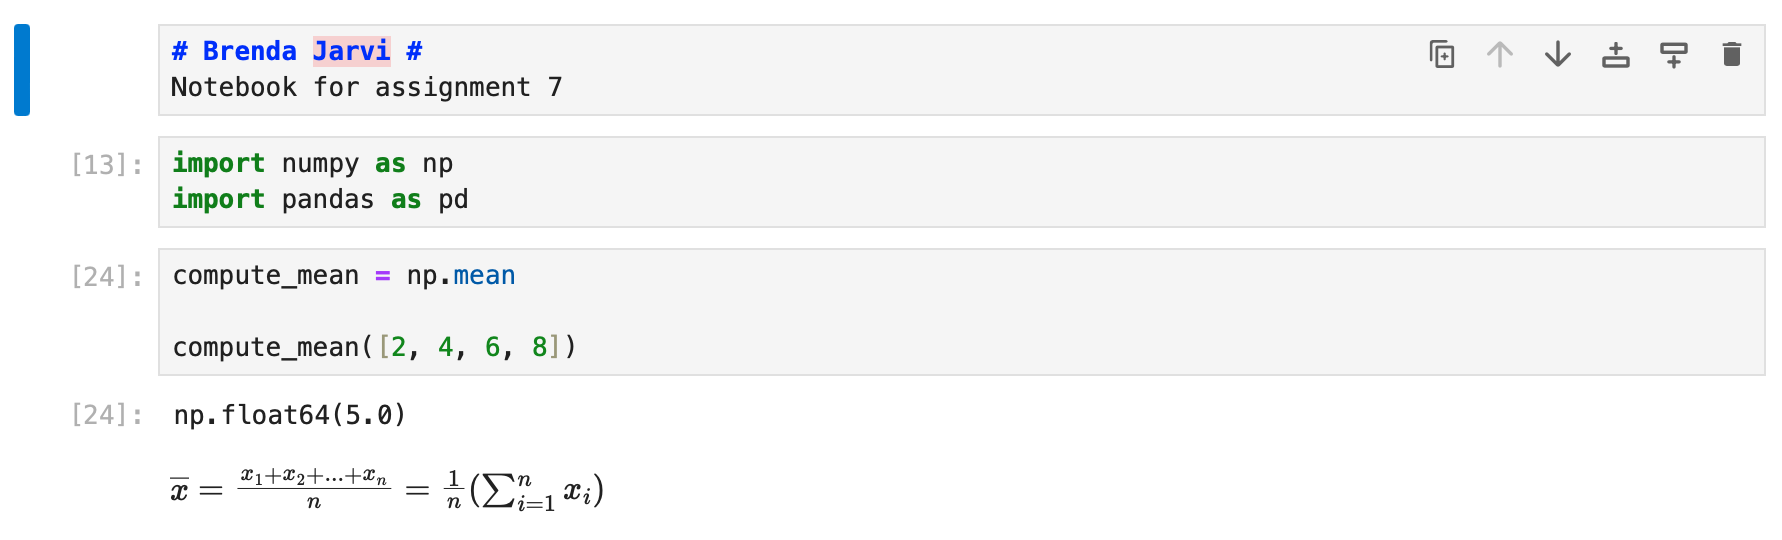 # Brenda Jarvi #
Notebook for assignment 7
[13]: import numpy as np
import pandas as pd
[24]: compute_mean = np.mean
compute_mean([2, 4, 6, 8])
[24]: np.float64(5.0)
x̅ = \frac{x_1+x_2+...+x_n}{n} = \frac{1}{n}(\sum_{i=1}^{n} x_i)